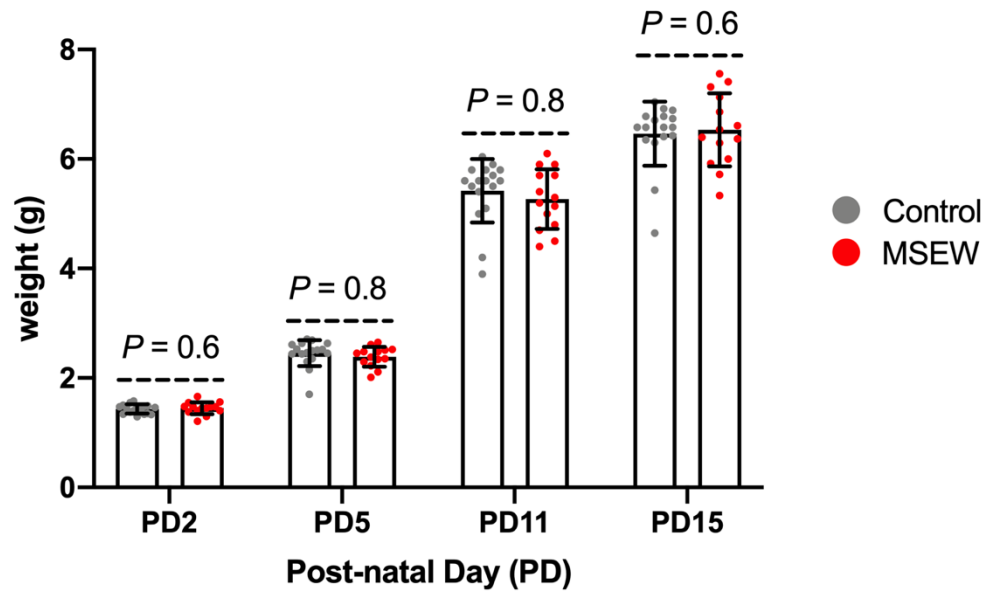 P = 0.6
P = 0.8
P = 0.8
P = 0.6
8
6
4
2
0
weight (g)
PD2 PD5 PD11 PD15
Post-natal Day (PD)
Control
MSEW